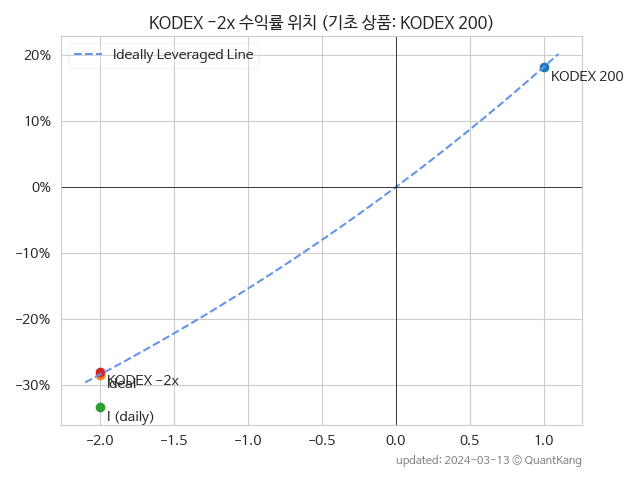 KODEX -2x 수익률 위치 (기초 상품: KODEX 200)
Ideally Leveraged Line
20%
10%
0%
-10%
-20%
-30%
KODEX 200
KODEX -2x
Ideal
I (daily)
-2.0 -1.5 -1.0 -0.5 0.0 0.5 1.0
updated: 2024-03-13 © QuantKang